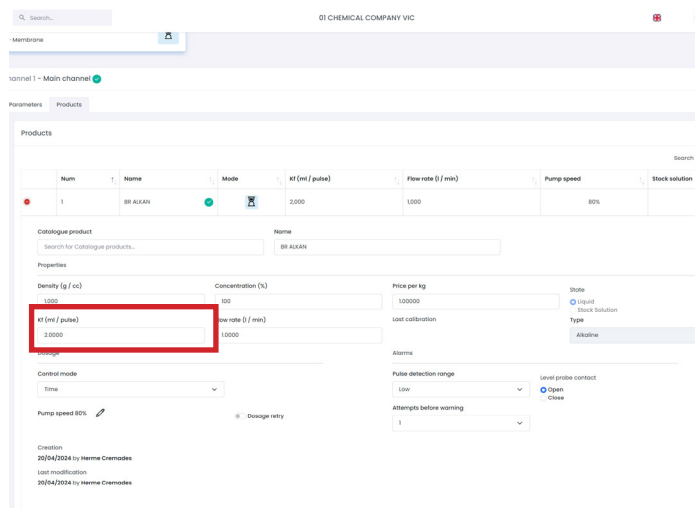 Search...
01 CHEMICAL COMPANY VIC
- Membrane
hannel 1 - Main channel
Parameters Products
Products
Search
Num Name Mode Kf (ml / pulse) Flow rate (l / min) Pump speed Stock solution
1 BR ALKAN 2,000 1,000 80%
Catalogue product Name
Search for Catalogue products... BR ALKAN
Properties
Density (g / cc) Concentration (%) Price per kg State
1.000 100 1.00000 Liquid
Stock Solution
Kf (ml / pulse) low rate (l / min) Last calibration Type
2.0000 1.0000 Alkaline
Dosage Alarms
Control mode Pulse detection range Level probe contact
Time Low Open
Close
Pump speed 80% Dosage retry Attempts before warning
1
Creation
20/04/2024 by Herme Cremades
Last modification
20/04/2024 by Herme Cremades